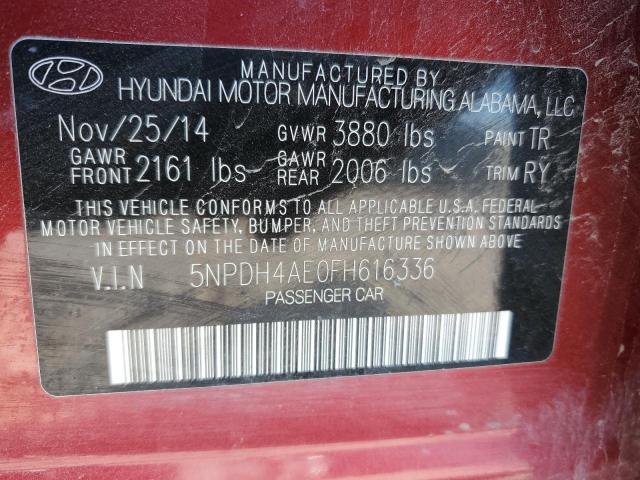 MANUFACTURED BY
HYUNDAI MOTOR MANUFACTURING ALABAMA, LLC
Nov/25/14 GVWR 3880 lbs PAINT TR
GAWR FRONT 2161 lbs GAWR REAR 2006 lbs TRIM RY
THIS VEHICLE CONFORMS TO ALL APPLICABLE U.S.A. FEDERAL
MOTOR VEHICLE SAFETY, BUMPER, AND THEFT PREVENTION STANDARDS
IN EFFECT ON THE DATE OF MANUFACTURE SHOWN ABOVE.
V.I.N 5NPDH4AE0FH616336
PASSENGER CAR